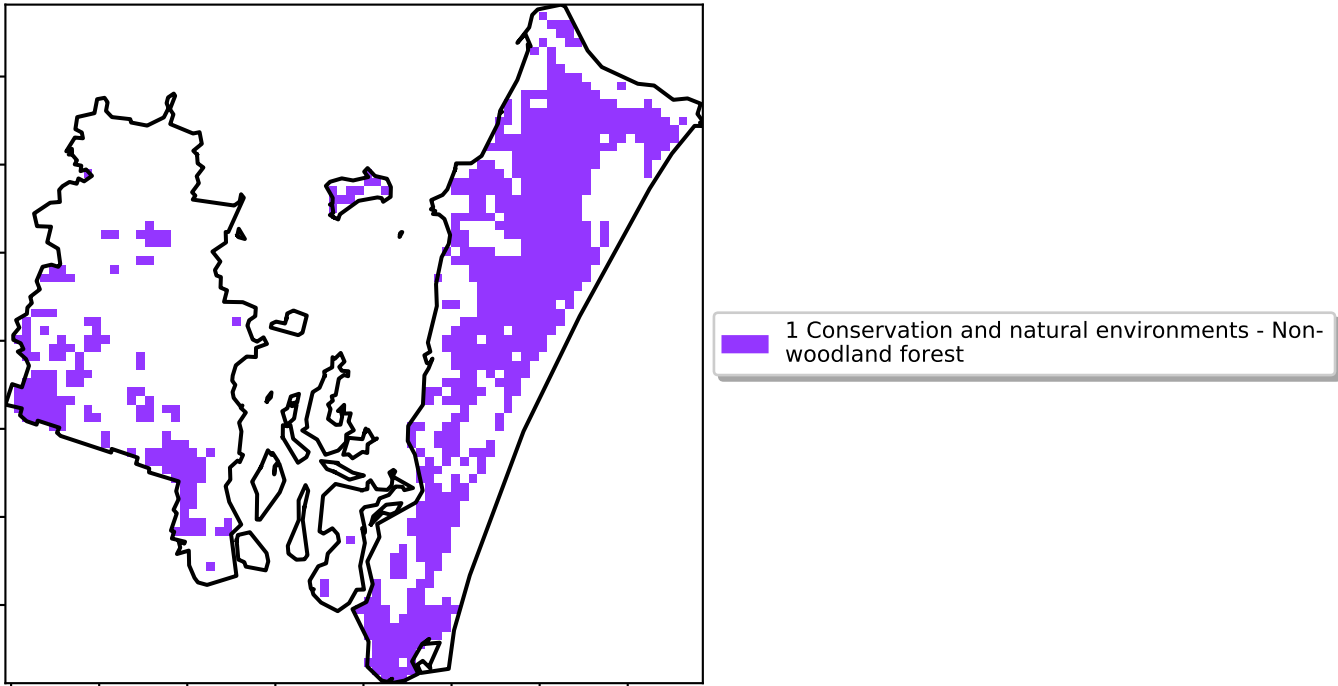 1 Conservation and natural environments - Non-
woodland forest